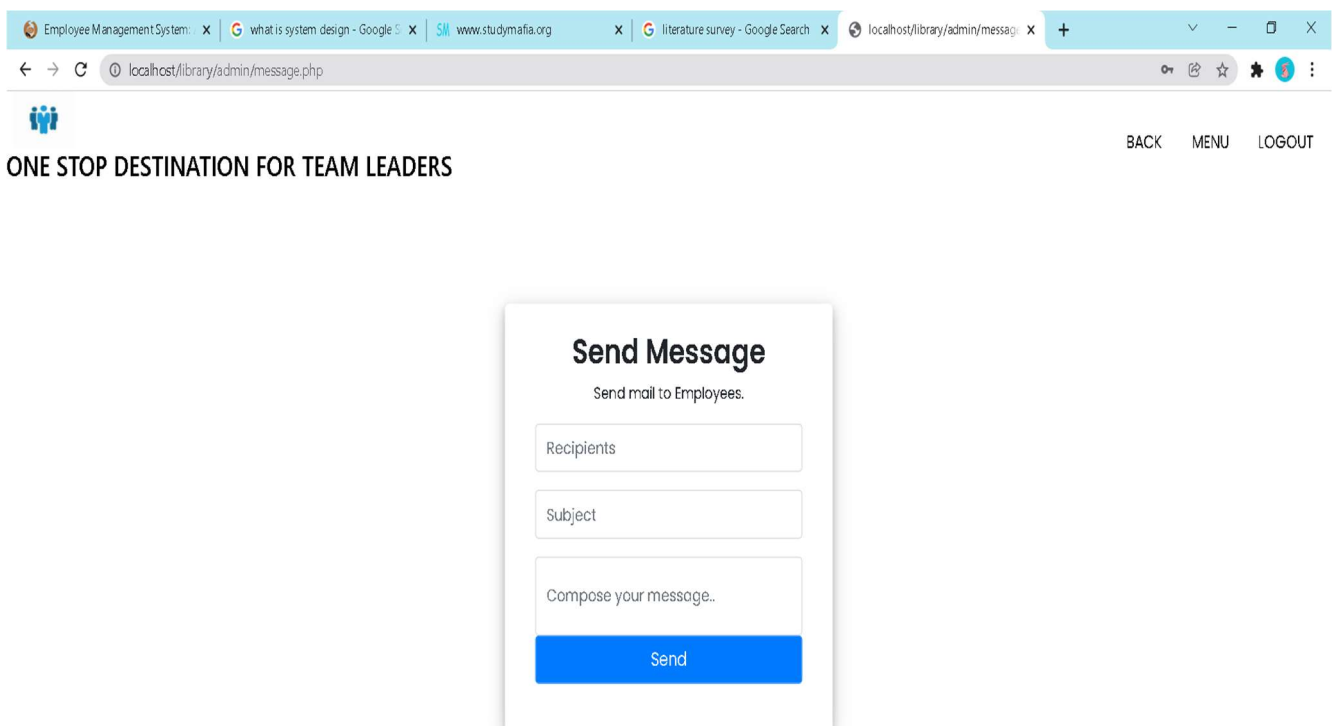 Employee Management System: what is system design - Google S SM www.studymafia.org literature survey - Google Search localhost/library/admin/messag
localhost/library/admin/message.php
BACK MENU LOGOUT
ONE STOP DESTINATION FOR TEAM LEADERS
Send Message
Send mail to Employees.
Recipients
Subject
Compose your message..
Send